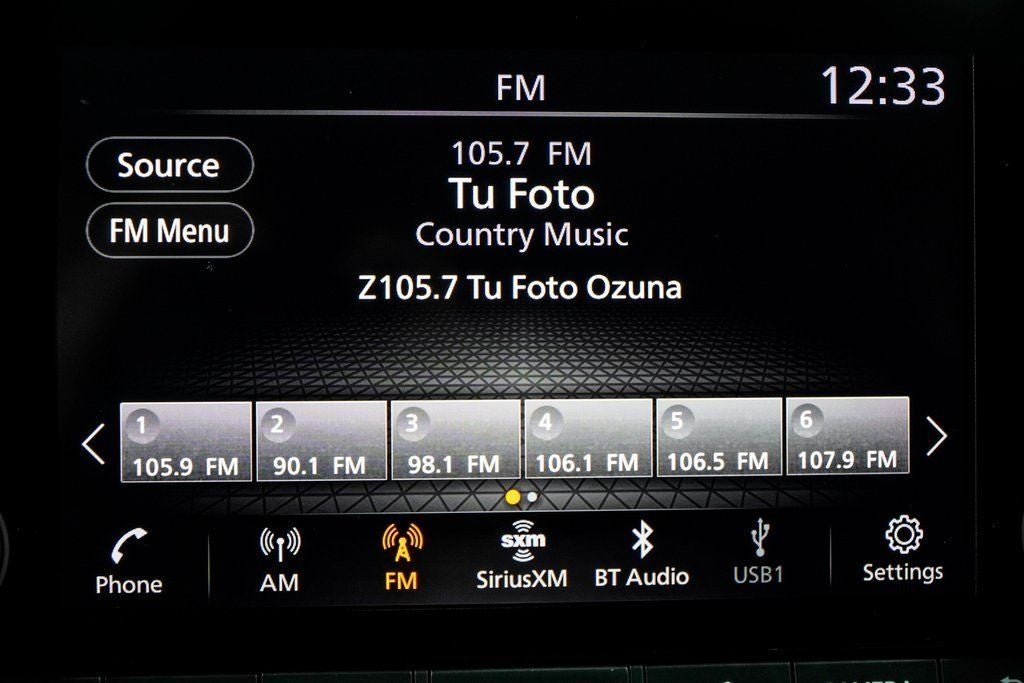 FM
12:33
Source
105.7 FM
Tu Foto
FM Menu
Country Music
Z105.7 Tu Foto Ozuna
1
2
3
4
5
6
105.9 FM
90.1 FM
98.1 FM
106.1 FM
106.5 FM
107.9 FM
sxm
Phone
AM
FM
SiriusXM
BT Audio
USB1
Settings